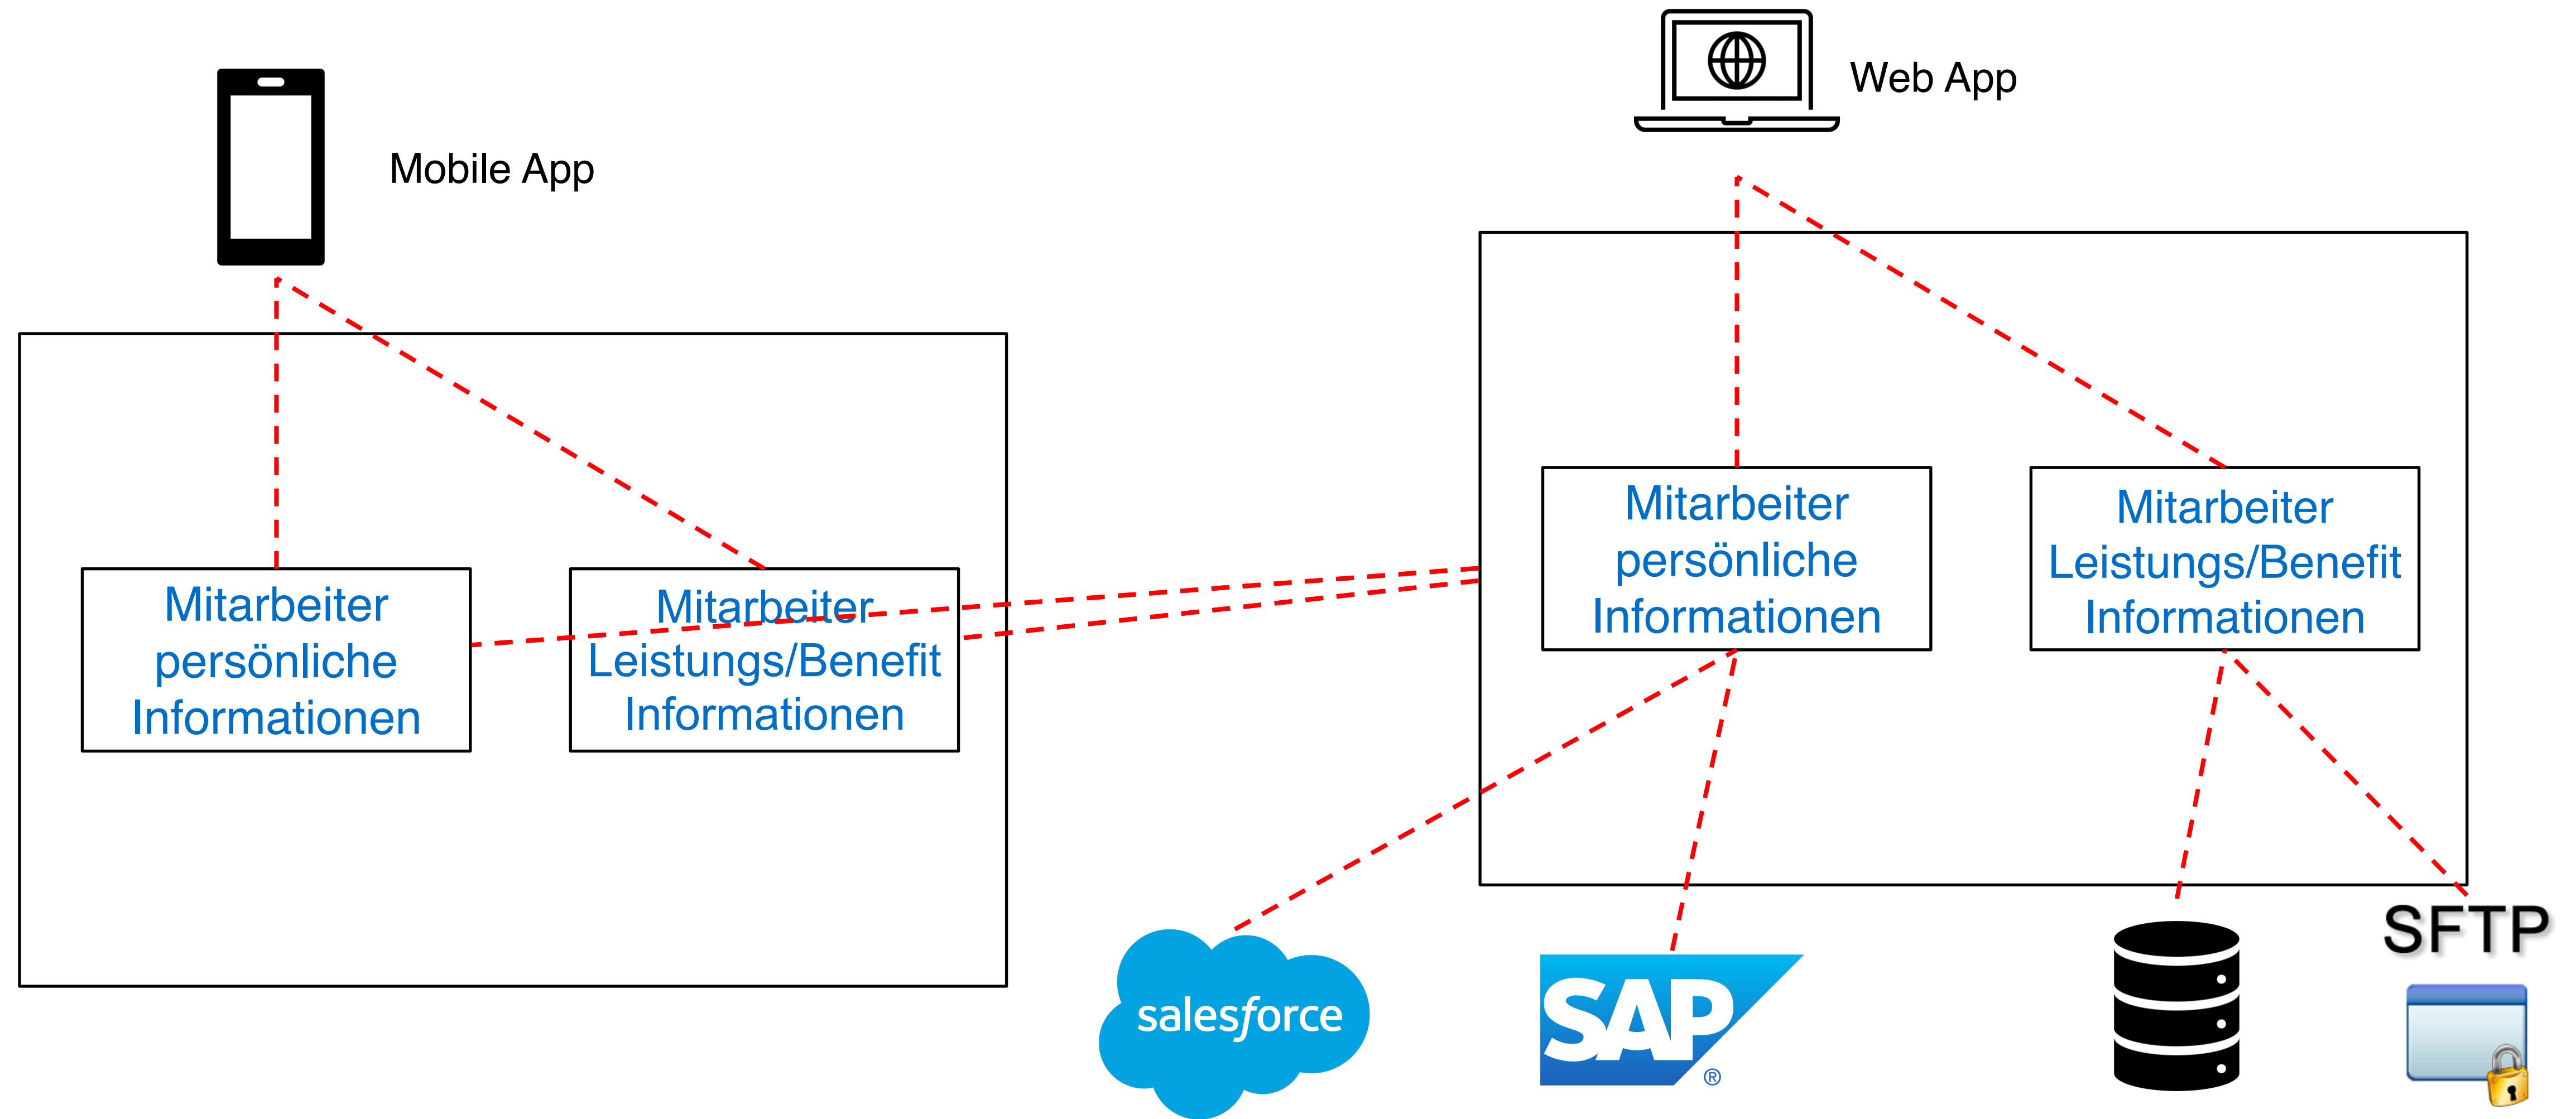 Mobile App
Web App
Mitarbeiter
persönliche
Informationen
Mitarbeiter
Leistungs/Benefit
Informationen
Mitarbeiter
persönliche
Informationen
Mitarbeiter
Leistungs/Benefit
Informationen
salesforce
SAP
®
SFTP